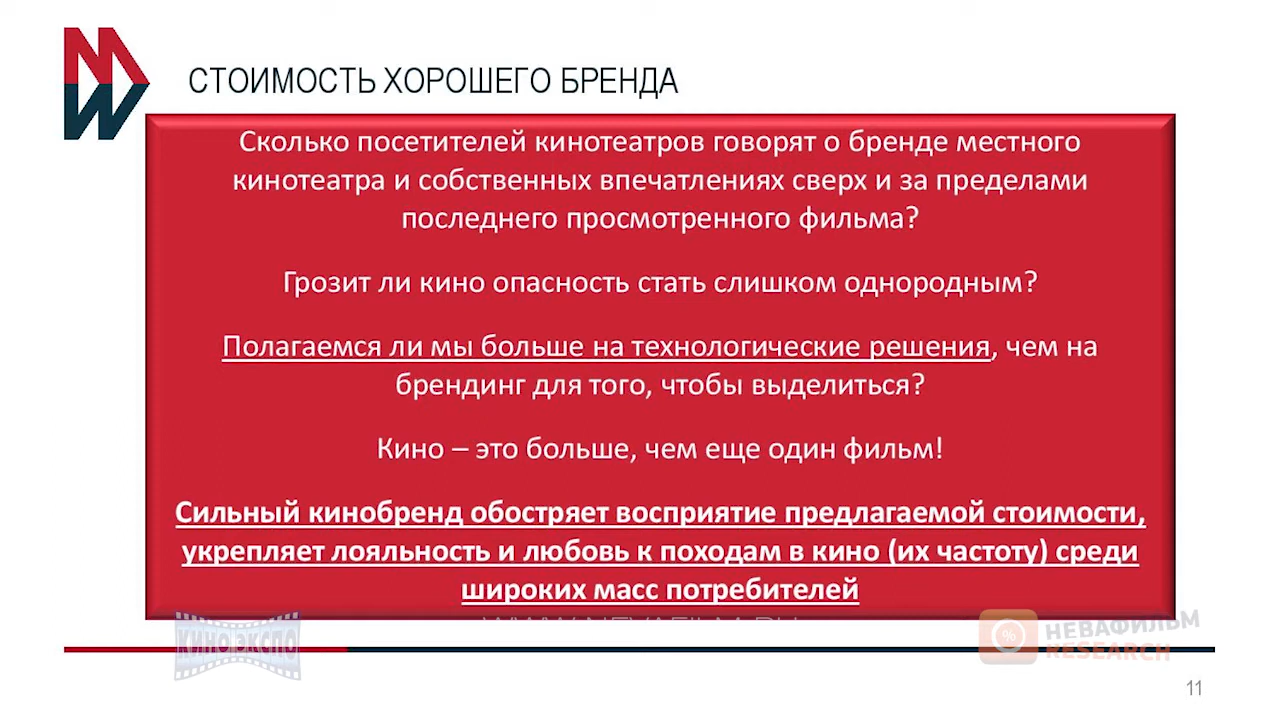 СТОИМОСТЬ ХОРОШЕГО БРЕНДА
Сколько посетителей кинотеатров говорят о бренде местного
кинотеатра и собственных впечатлениях сверх и за пределами
последнего просмотренного фильма?
Грозит ли кино опасность стать слишком однородным?
Полагаемся ли мы больше на технологические решения, чем на
брендинг для того, чтобы выделиться?
Кино – это больше, чем еще один фильм!
Сильный кинобренд обостряет восприятие предлагаемой стоимости,
укрепляет лояльность и любовь к походам в кино (их частоту) среди
широких масс потребителей
КИНО ЭКСПО
%
НЕВАФИЛЬМ
RESEARCH
11